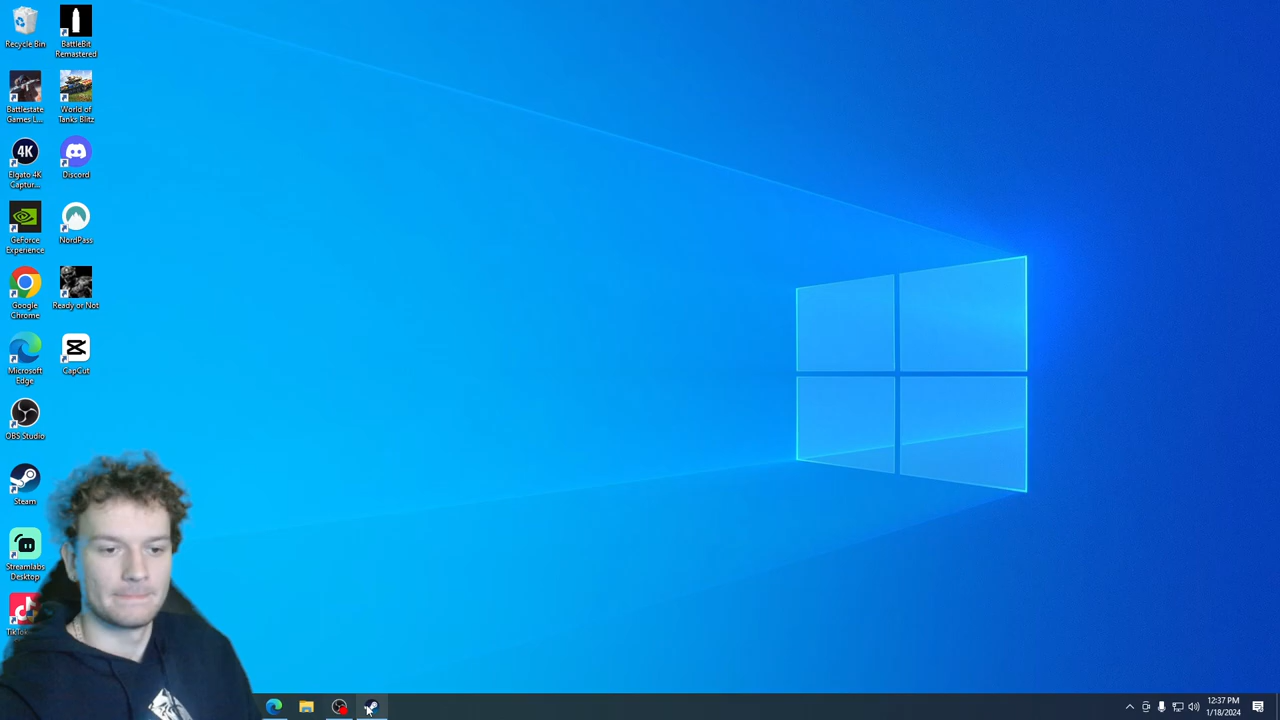 Recycle Bin
BattleBit
Remastered
Battlestate
Games L...
World of
Tanks Blitz
4K
Elgato 4K
Captur...
Discord
GeForce
Experience
NordPass
Google
Chrome
Ready or Not
Microsoft
Edge
CapCut
OBS Studio
Steam
Streamlabs
Desktop
12:37 PM
1/18/2024